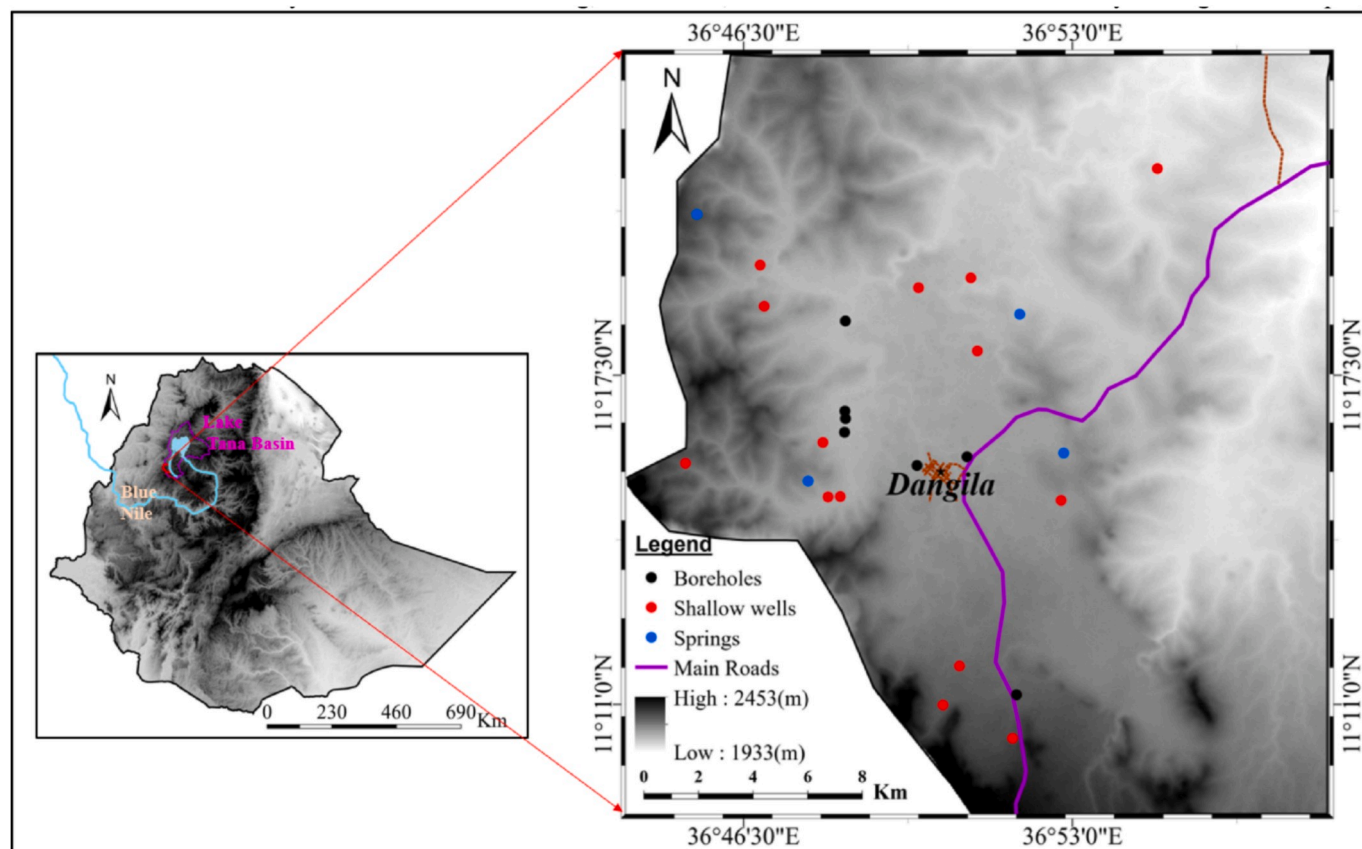 36°46'30"E
36°53'0"E
N
11°17'30"N
11°17'30"N
N
Lake
Tana Basin
Blue
Nile
0 230 460 690 Km
Dangila
Legend
Boreholes
Shallow wells
Springs
Main Roads
High : 2453(m)
Low : 1933(m)
11°11'0"N
11°11'0"N
0 2 4 8
Km
36°46'30"E
36°53'0"E